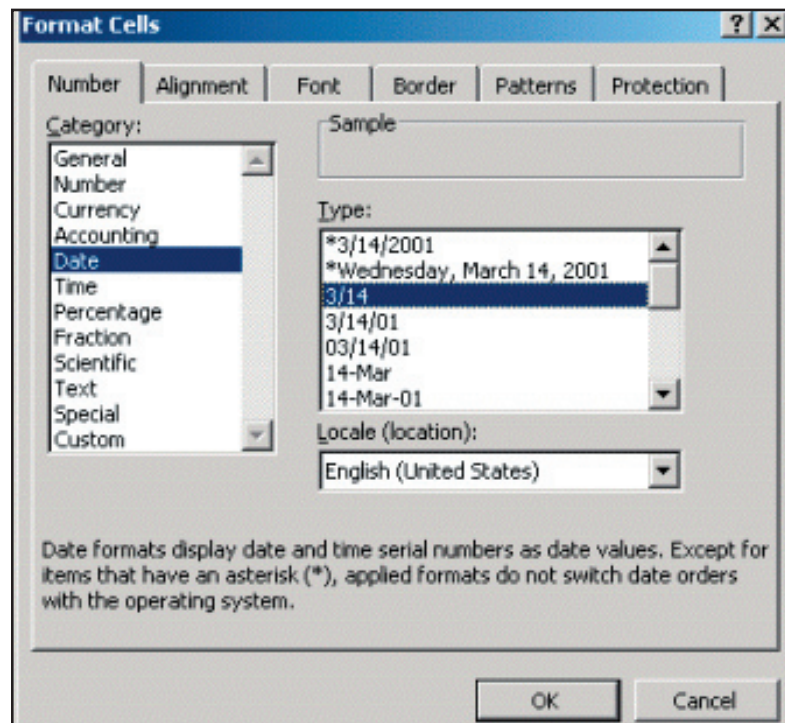 Format Cells
Number
Alignment
Font
Border
Patterns
Protection
Category:
General
Number
Currency
Accounting
Date
Time
Percentage
Fraction
Scientific
Text
Special
Custom
Sample
Type:
*3/14/2001
*Wednesday, March 14, 2001
3/14
3/14/01
03/14/01
14-Mar
14-Mar-01
Locale (location):
English (United States)
Date formats display date and time serial numbers as date values. Except for
items that have an asterisk (*), applied formats do not switch date orders
with the operating system.
OK
Cancel